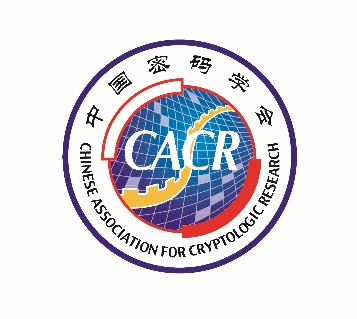 中国密码学会
CACR
CHINESE ASSOCIATION FOR CRYPTOLOGIC RESEARCH